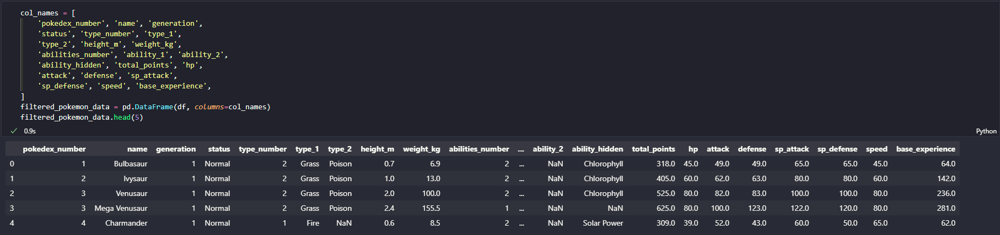 col_names = [
'pokedex_number', 'name', 'generation',
'status', 'type_number', 'type_1',
'type_2', 'height_m', 'weight_kg',
'abilities_number', 'ability_1', 'ability_2',
'ability_hidden', 'total_points', 'hp',
'attack', 'defense', 'sp_attack',
'sp_defense', 'speed', 'base_experience',
]
filtered_pokemon_data = pd.DataFrame(df, columns=col_names)
filtered_pokemon_data.head(5)
✓ 0.9s Python
pokedex_number name generation status type_number type_1 type_2 height_m weight_kg abilities_number ... ability_2 ability_hidden total_points hp attack defense sp_attack sp_defense speed base_experience
0 1 Bulbasaur 1 Normal 2 Grass Poison 0.7 6.9 2 ... NaN Chlorophyll 318.0 45.0 49.0 49.0 65.0 65.0 45.0 64.0
1 2 Ivysaur 1 Normal 2 Grass Poison 1.0 13.0 2 ... NaN Chlorophyll 405.0 60.0 62.0 63.0 80.0 80.0 60.0 142.0
2 3 Venusaur 1 Normal 2 Grass Poison 2.0 100.0 2 ... NaN Chlorophyll 525.0 80.0 82.0 83.0 100.0 100.0 80.0 236.0
3 3 Mega Venusaur 1 Normal 2 Grass Poison 2.4 155.5 1 ... NaN NaN 625.0 80.0 100.0 123.0 122.0 120.0 80.0 281.0
4 4 Charmander 1 Normal 1 Fire NaN 0.6 8.5 2 ... NaN Solar Power 309.0 39.0 52.0 43.0 60.0 50.0 65.0 62.0